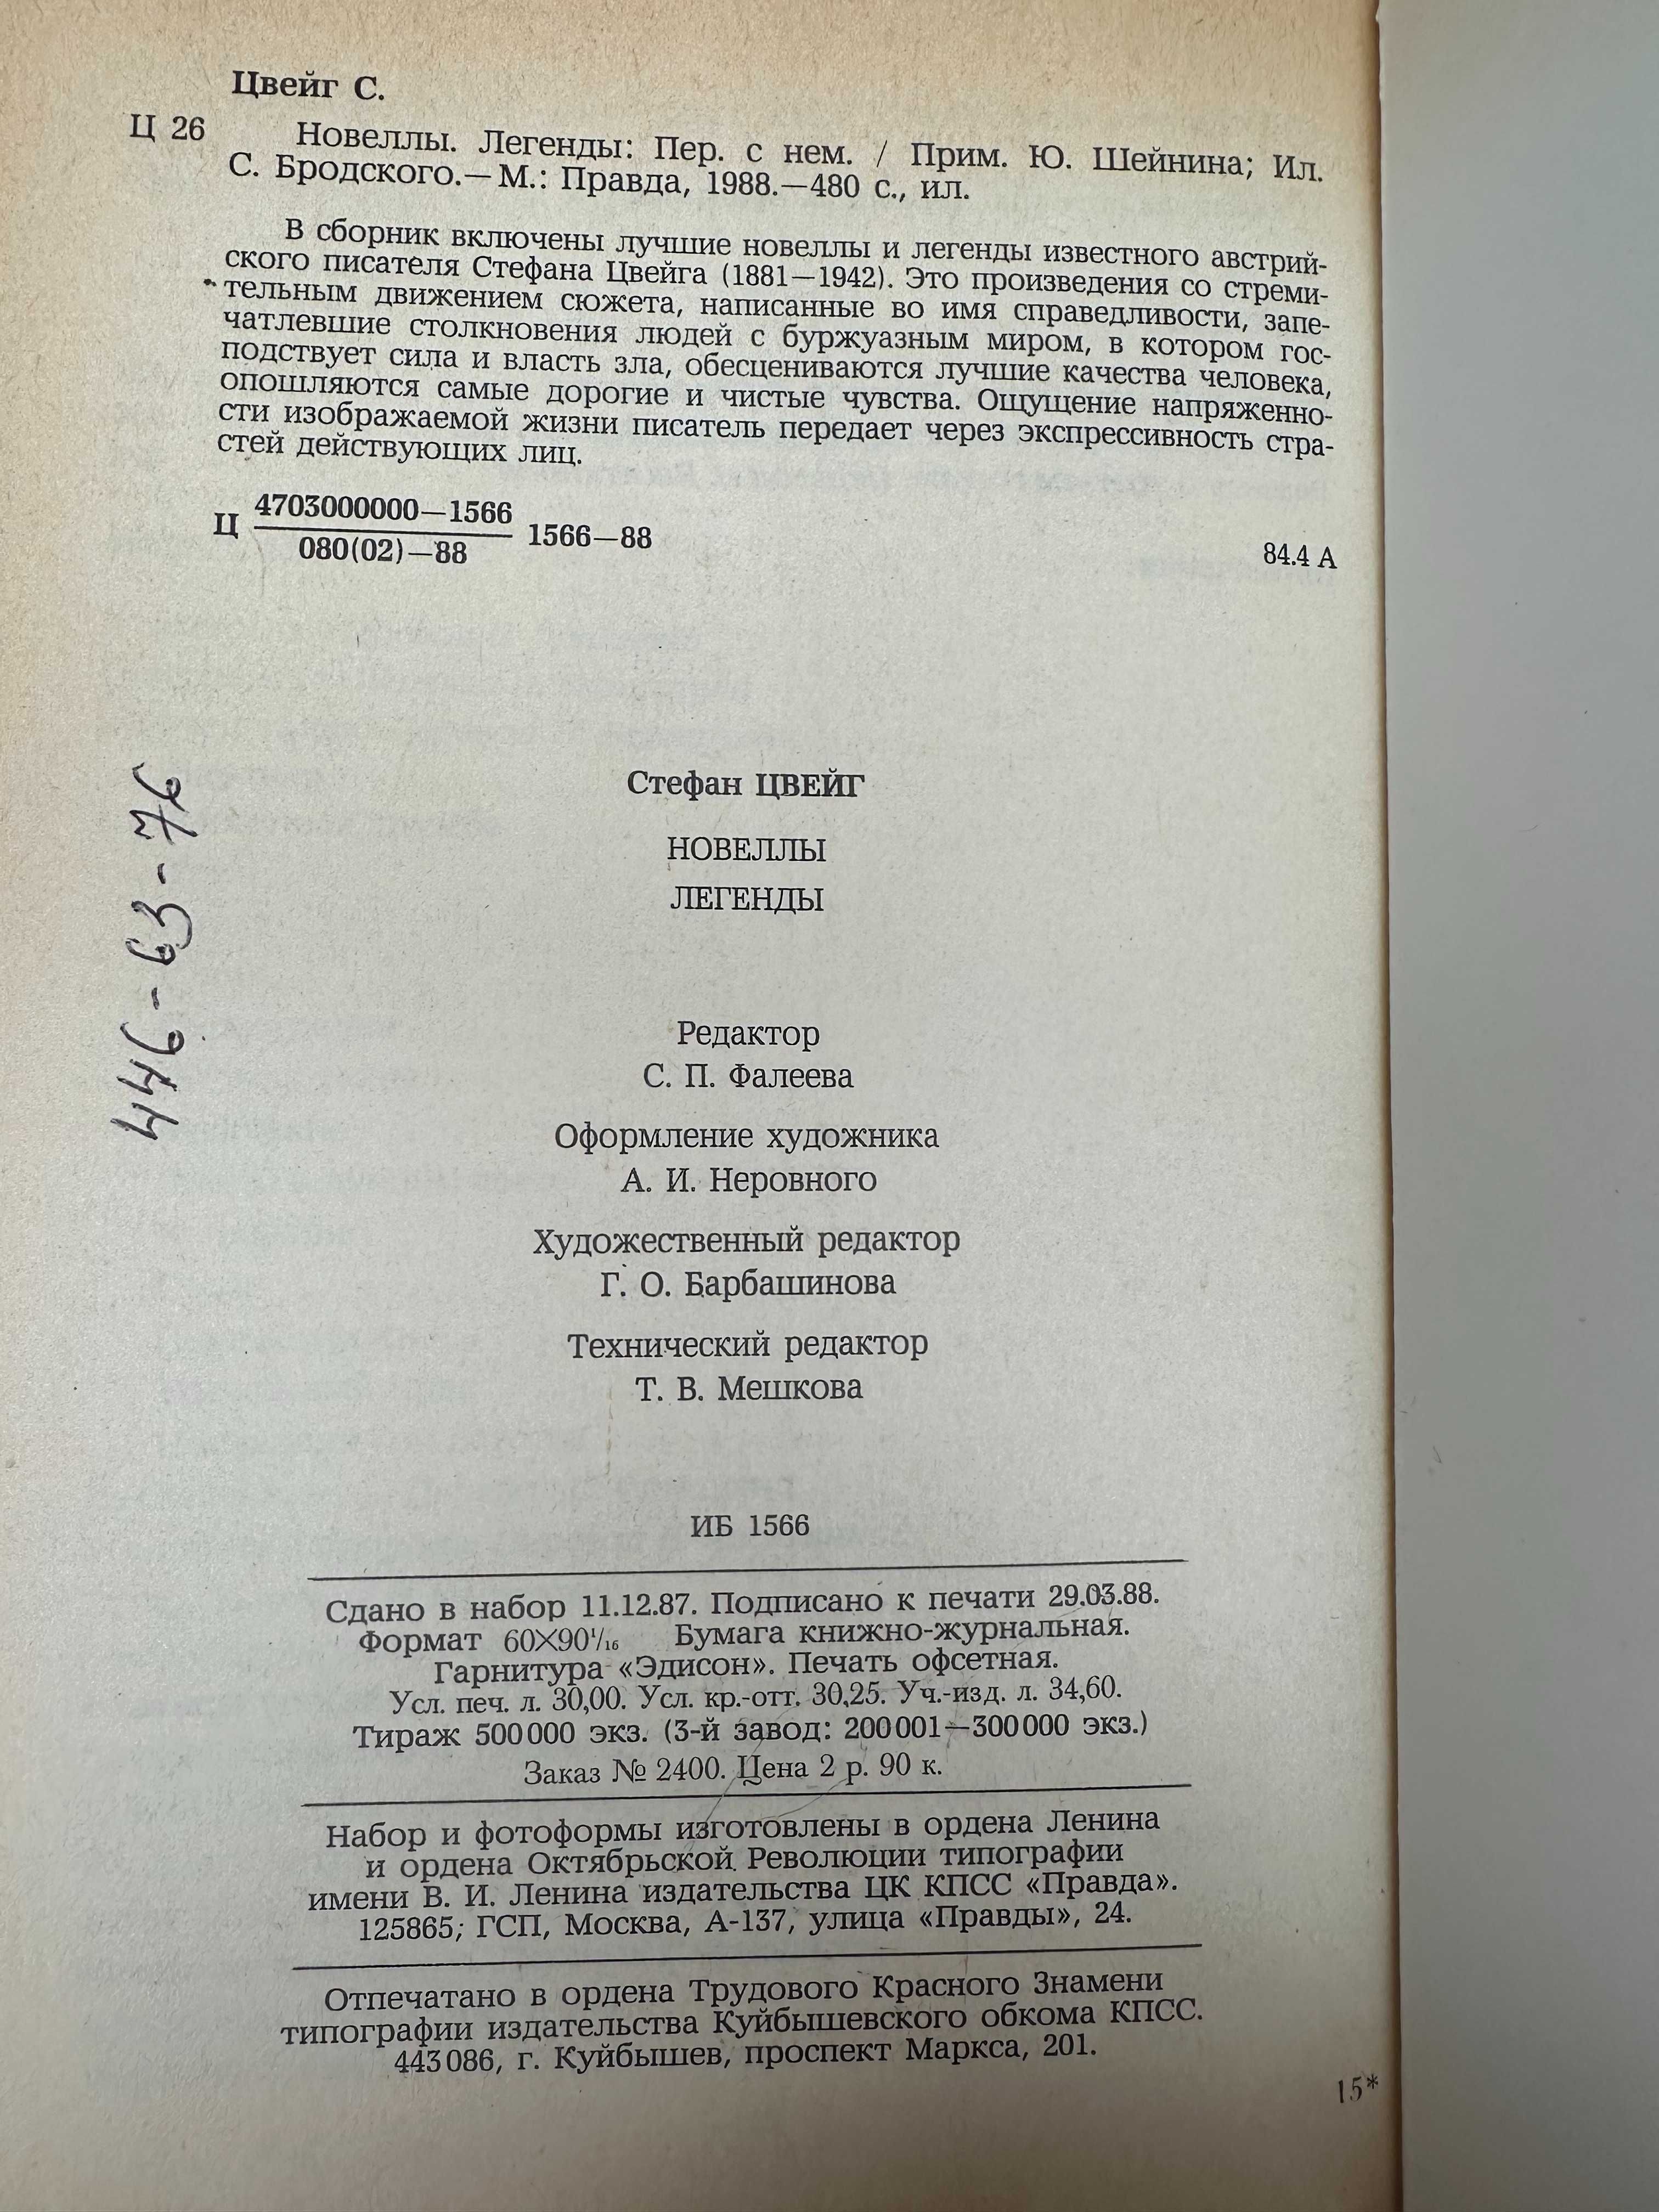 Цвейг С.
Ц 26
Новеллы. Легенды: Пер. с нем. / Прим. Ю. Шейнина; Ил.
С. Бродского.—М.: Правда, 1988.—480 с., ил.
В сборник включены лучшие новеллы и легенды известного австрий-
ского писателя Стефана Цвейга (1881—1942). Это произведения со стреми-
тельным движением сюжета, написанные во имя справедливости, запе-
чатлевшие столкновения людей с буржуазным миром, в котором гос-
подствует сила и власть зла, обесцениваются лучшие качества человека,
опошляются самые дорогие и чистые чувства. Ощущение напряженно-
сти изображаемой жизни писатель передает через экспрессивность стра-
стей действующих лиц.
4703000000—1566
Ц 1566—88
080(02)—88
84.4 А
446-63-76
Стефан ЦВЕЙГ
НОВЕЛЛЫ
ЛЕГЕНДЫ
Редактор
С. П. Фалеева
Оформление художника
А. И. Неровного
Художественный редактор
Г. О. Барбашинова
Технический редактор
Т. В. Мешкова
ИБ 1566
Сдано в набор 11.12.87. Подписано к печати 29.03.88.
Формат 60×90¹/₁₆ Бумага книжно-журнальная.
Гарнитура «Эдисон». Печать офсетная.
Усл. печ. л. 30,00. Усл. кр.-отт. 30,25. Уч.-изд. л. 34,60.
Тираж 500000 экз. (3-й завод: 200001—300000 экз.)
Заказ № 2400. Цена 2 р. 90 к.
Набор и фотоформы изготовлены в ордена Ленина
и ордена Октябрьской Революции типографии
имени В. И. Ленина издательства ЦК КПСС «Правда».
125865; ГСП, Москва, А-137, улица «Правды», 24.
Отпечатано в ордена Трудового Красного Знамени
типографии издательства Куйбышевского обкома КПСС.
443086, г. Куйбышев, проспект Маркса, 201.
15*